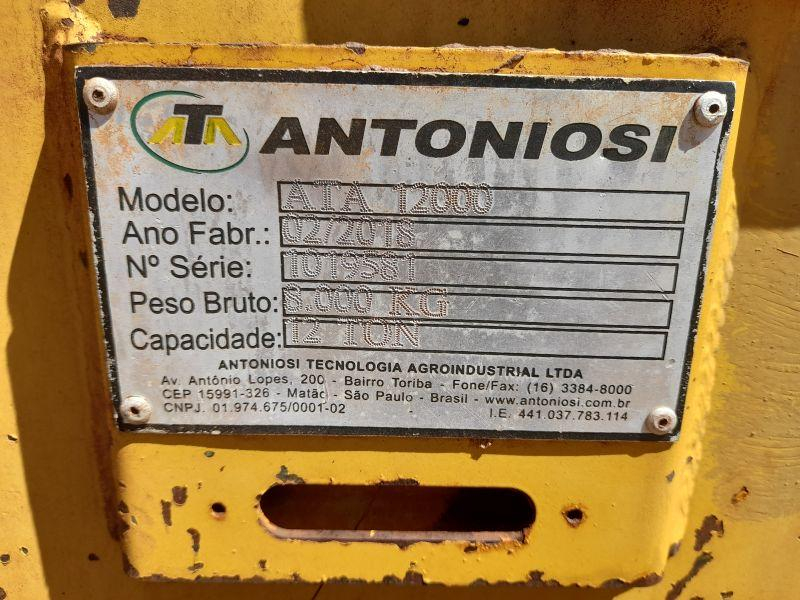 ATA ANTONIOSI
Modelo: ATA 12000
Ano Fabr.: 02/2018
Nº Série: 1019381
Peso Bruto: 8.000 KG
Capacidade: 12 TON
ANTONIOSI TECNOLOGIA AGROINDUSTRIAL LTDA
Av. Antônio Lopes, 200 - Bairro Toriba - Fone/Fax: (16) 3384-8000
CEP 15991-326 - Matão - São Paulo - Brasil - www.antoniosi.com.br
CNPJ. 01.974.675/0001-02 I.E. 441.037.783.114